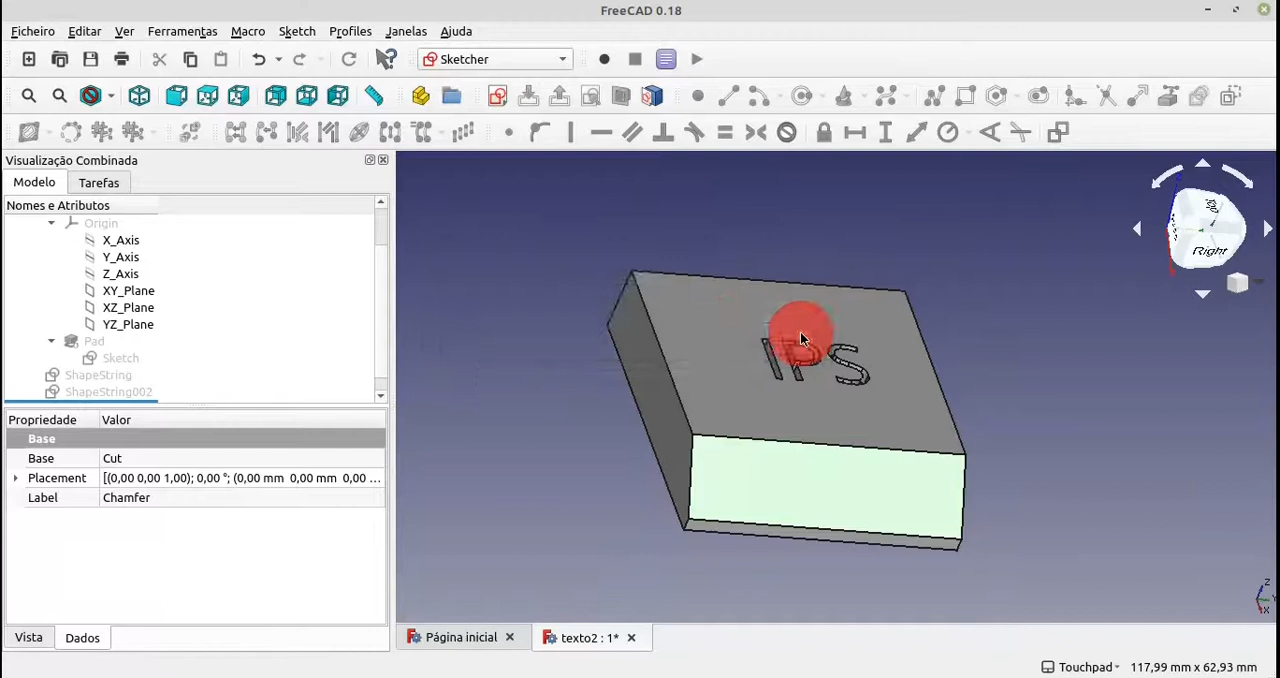 FreeCAD 0.18
Ficheiro Editar Ver Ferramentas Macro Sketch Profiles Janelas Ajuda
Sketcher
Visualização Combinada
Modelo Tarefas
Nomes e Atributos
Origin
X_Axis
Y_Axis
Z_Axis
XY_Plane
XZ_Plane
YZ_Plane
Pad
Sketch
ShapeString
ShapeString002
Propriedade Valor
Base
Base Cut
Placement [(0,00 0,00 1,00); 0,00 °; (0,00 mm 0,00 mm 0,00 ...
Label Chamfer
Vista Dados
IPS
Right
Z
X
Página inicial texto2 : 1*
Touchpad 117,99 mm x 62,93 mm